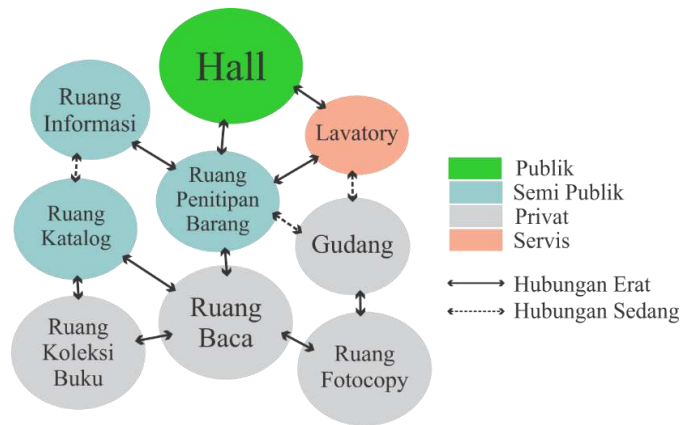 Hall
Ruang
Informasi
Lavatory
Ruang
Penitipan
Barang
Ruang
Katalog
Gudang
Ruang
Baca
Ruang
Koleksi
Buku
Ruang
Fotocopy
Publik
Semi Publik
Privat
Servis
Hubungan Erat
Hubungan Sedang